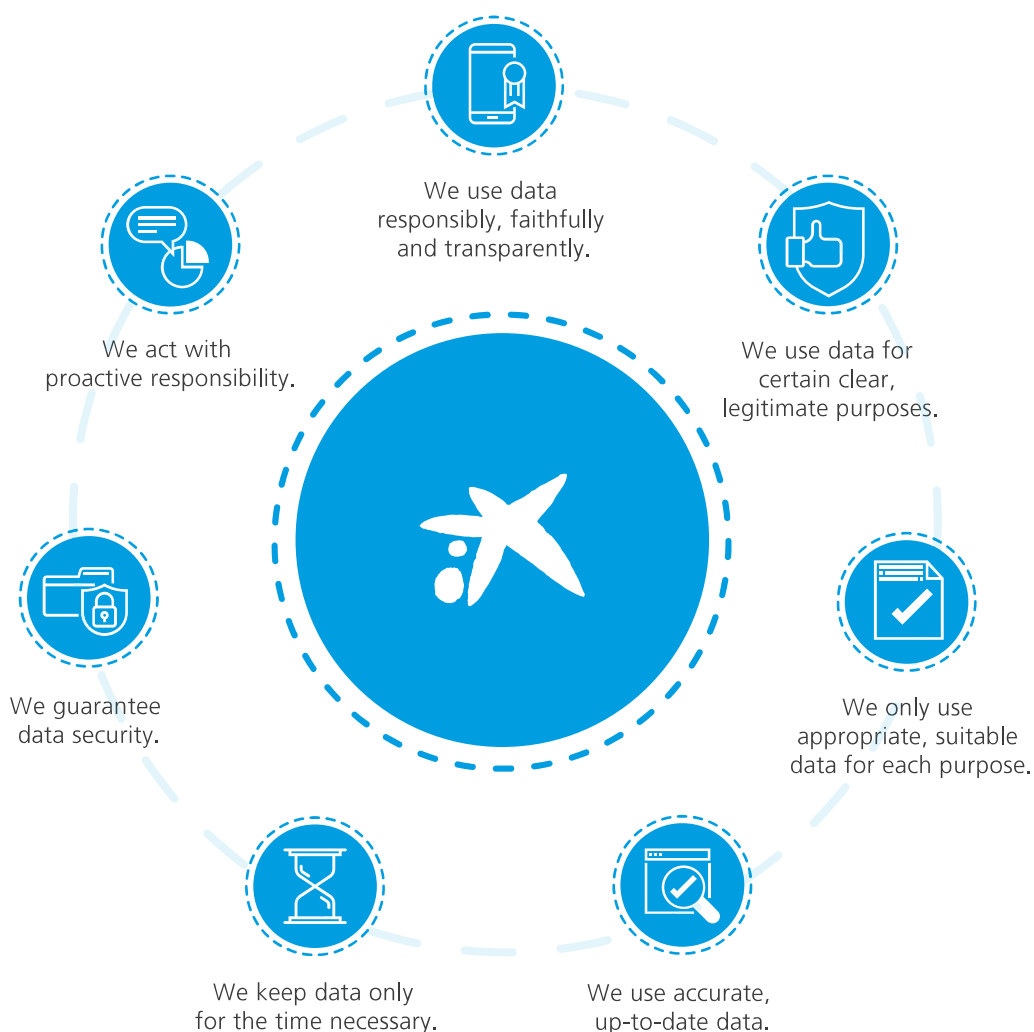 We use data
responsibly, faithfully
and transparently.
We use data for
certain clear,
legitimate purposes.
We only use
appropriate, suitable
data for each purpose.
We use accurate,
up-to-date data.
We keep data only
for the time necessary.
We guarantee
data security.
We act with
proactive responsibility.